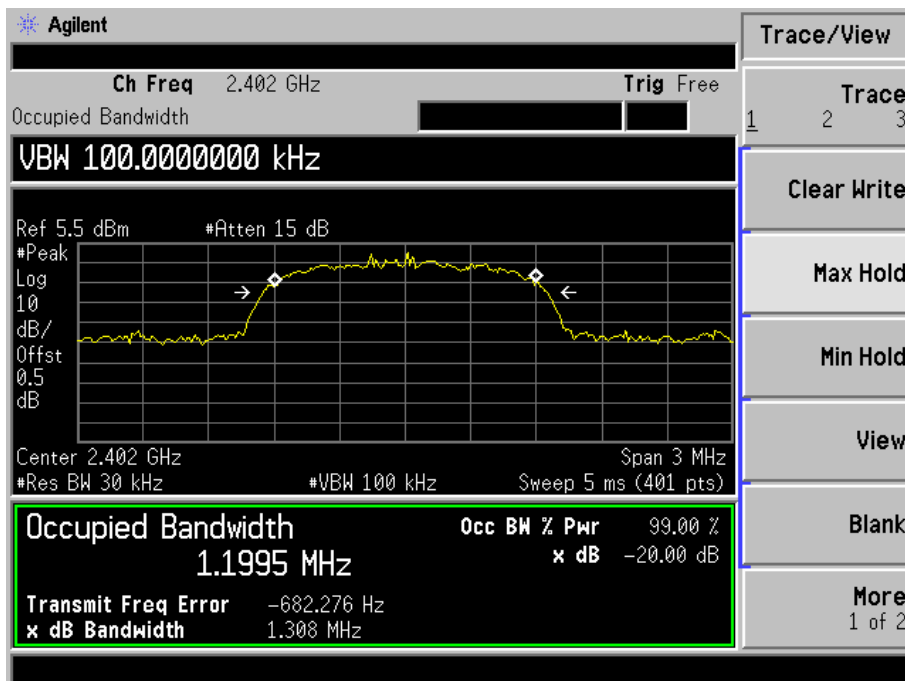 Agilent
Trace/View
Ch Freq 2.402 GHz Trig Free
Occupied Bandwidth
Trace
1 2 3
VBW 100.0000000 kHz
Clear Write
Ref 5.5 dBm #Atten 15 dB
#Peak
Log
10
dB/
Offst
0.5
dB
Max Hold
Min Hold
Center 2.402 GHz Span 3 MHz
#Res BW 30 kHz #VBW 100 kHz Sweep 5 ms (401 pts)
View
Occupied Bandwidth Occ BW % Pwr 99.00 %
1.1995 MHz x dB -20.00 dB
Blank
Transmit Freq Error -682.276 Hz
x dB Bandwidth 1.308 MHz
More
1 of 2